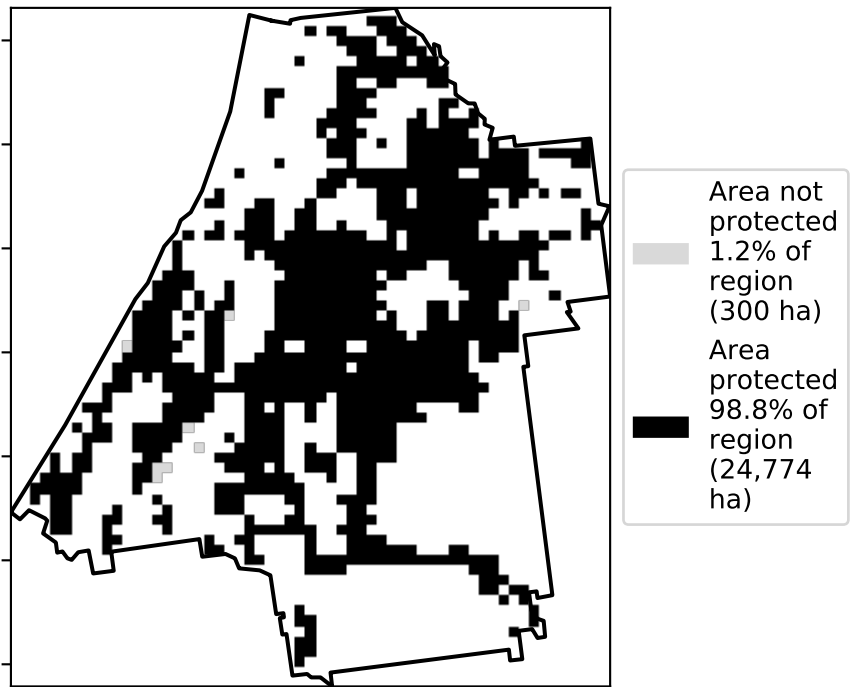 Area not
protected
1.2% of
region
(300 ha)
Area
protected
98.8% of
region
(24,774
ha)